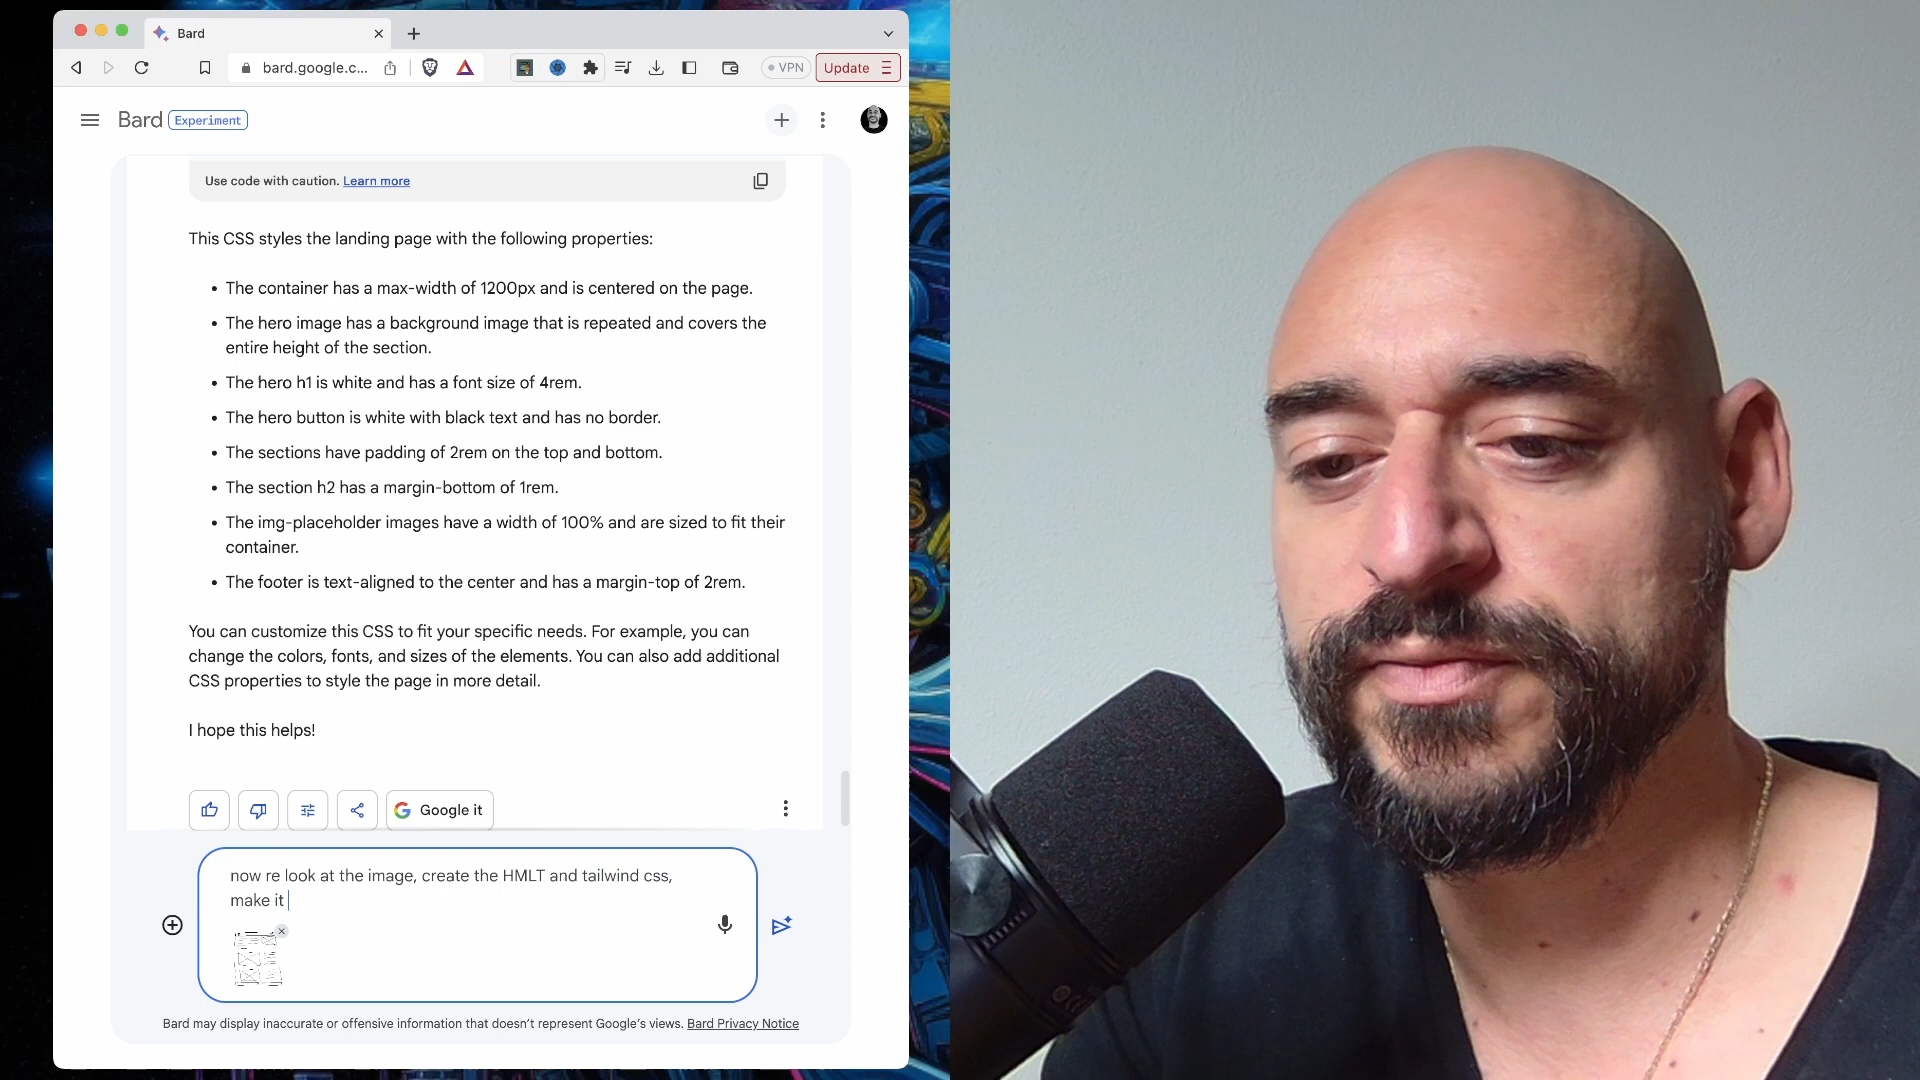 Bard
bard.google.c...
VPN
Update
Bard Experiment
Use code with caution. Learn more
This CSS styles the landing page with the following properties:
• The container has a max-width of 1200px and is centered on the page.
• The hero image has a background image that is repeated and covers the
entire height of the section.
• The hero h1 is white and has a font size of 4rem.
• The hero button is white with black text and has no border.
• The sections have padding of 2rem on the top and bottom.
• The section h2 has a margin-bottom of 1rem.
• The img-placeholder images have a width of 100% and are sized to fit their
container.
• The footer is text-aligned to the center and has a margin-top of 2rem.
You can customize this CSS to fit your specific needs. For example, you can
change the colors, fonts, and sizes of the elements. You can also add additional
CSS properties to style the page in more detail.
I hope this helps!
Google it
now re look at the image, create the HMLT and tailwind css,
make it
Bard may display inaccurate or offensive information that doesn't represent Google's views. Bard Privacy Notice